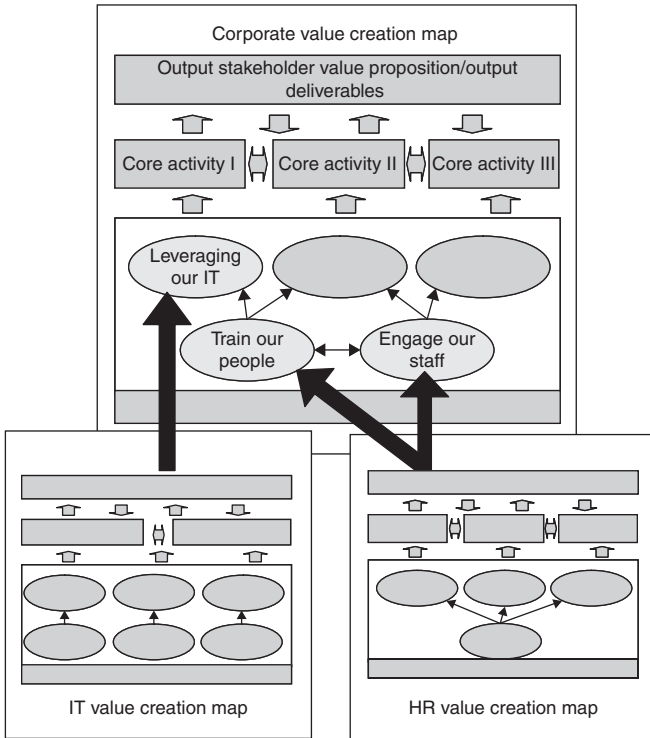 Corporate value creation map
Output stakeholder value proposition/output
deliverables
Core activity I
Core activity II
Core activity III
Leveraging
our IT
Train our
people
Engage our
staff
IT value creation map
HR value creation map